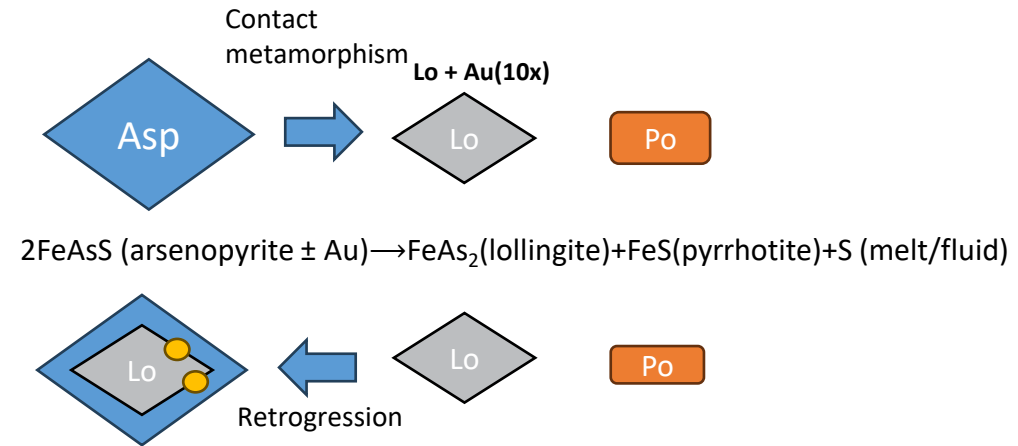 Contact
metamorphism
Lo + Au(10x)
Asp
Lo
Po
2FeAsS (arsenopyrite ± Au)→FeAs₂(lollingite)+FeS(pyrrhotite)+S (melt/fluid)
Lo
Lo
Po
Retrogression